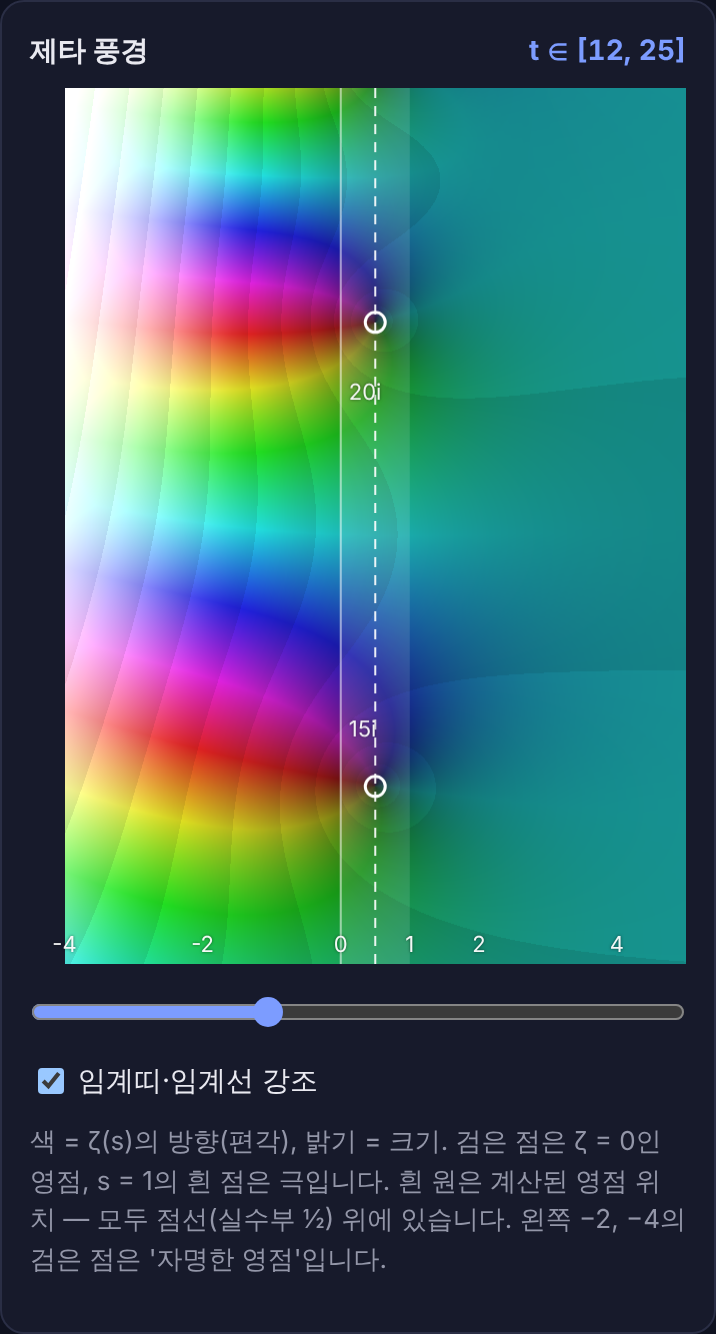 제타 풍경
t ∈ [12, 25]
20i
15i
-4 -2 0 1 2 4
임계띠·임계선 강조
색 = ζ(s)의 방향(편각), 밝기 = 크기. 검은 점은 ζ = 0인
영점, s = 1의 흰 점은 극입니다. 흰 원은 계산된 영점 위
치 — 모두 점선(실수부 ½) 위에 있습니다. 왼쪽 −2, −4의
검은 점은 '자명한 영점'입니다.